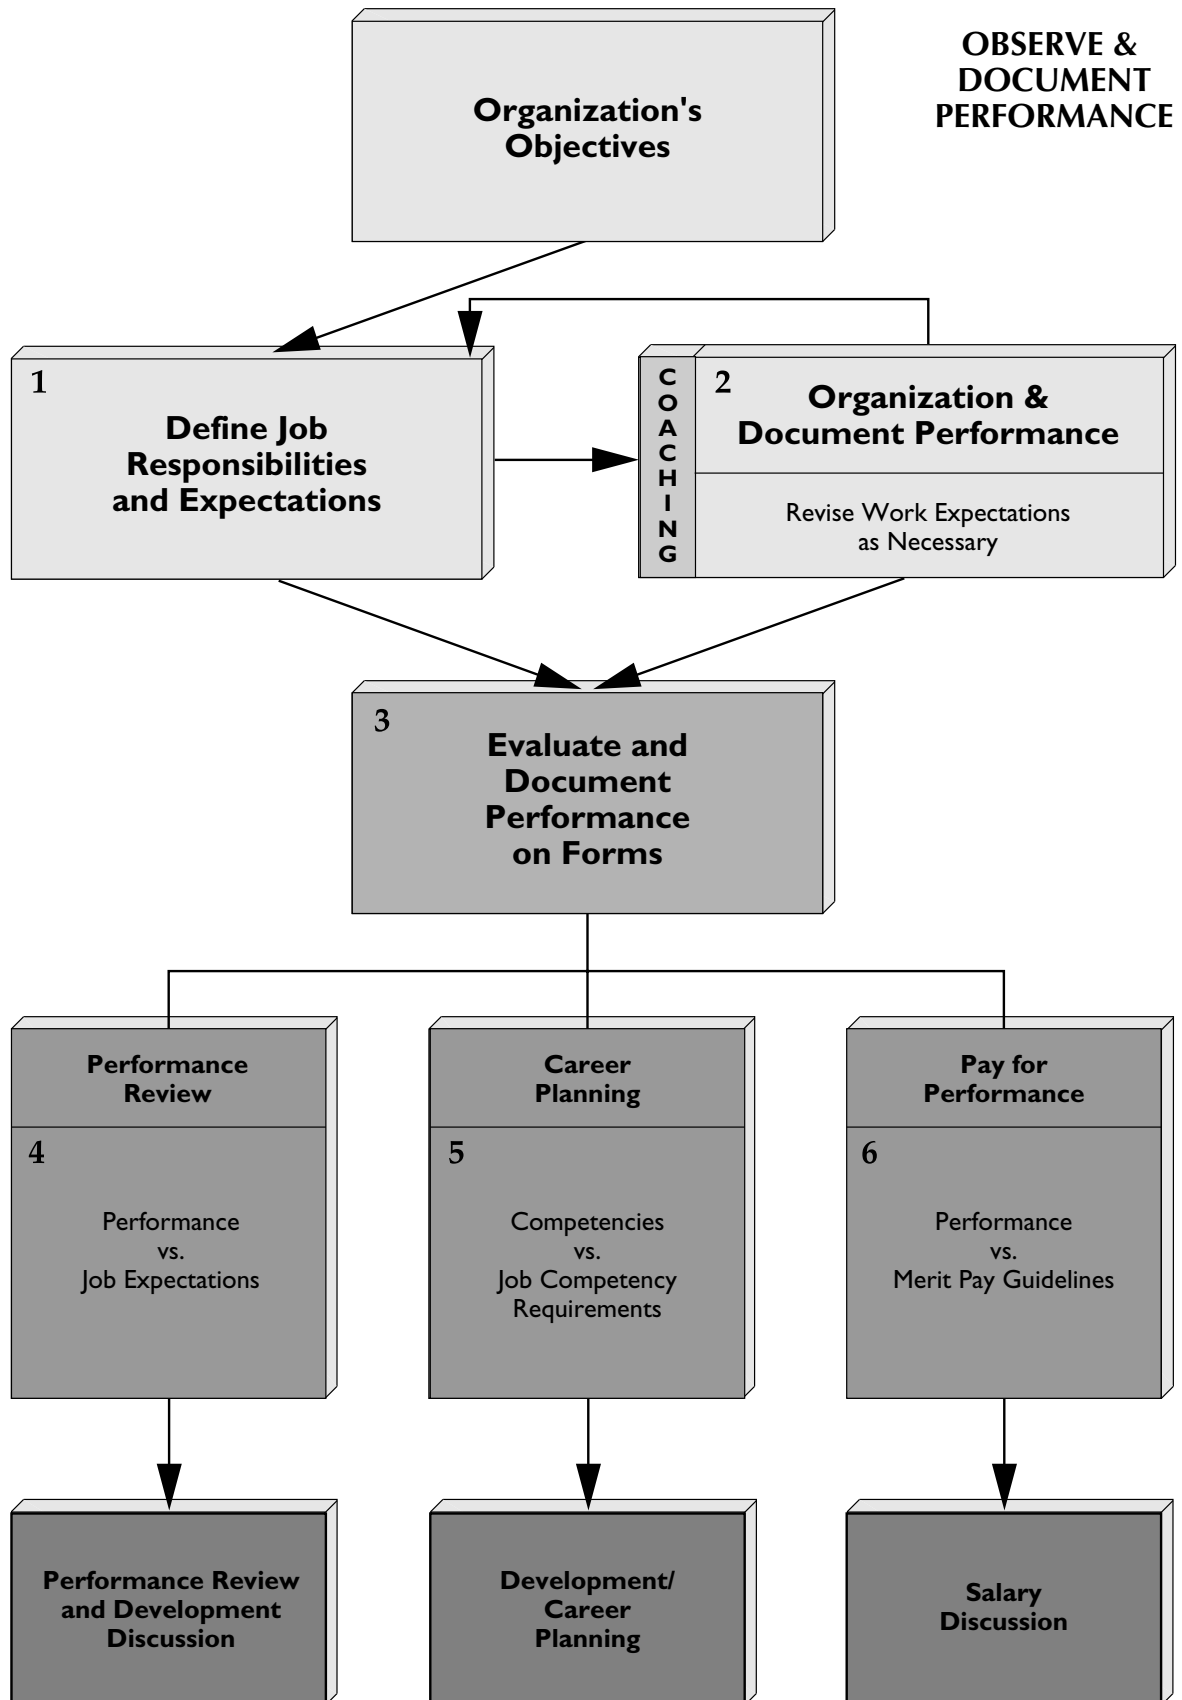 OBSERVE &
DOCUMENT
PERFORMANCE
Organization's
Objectives
1
Define Job
Responsibilities
and Expectations
COACHING
2
Organization &
Document Performance
Revise Work Expectations
as Necessary
3
Evaluate and
Document
Performance
on Forms
Performance
Review
4
Performance
vs.
Job Expectations
Career
Planning
5
Competencies
vs.
Job Competency
Requirements
Pay for
Performance
6
Performance
vs.
Merit Pay Guidelines
Performance Review
and Development
Discussion
Development/
Career
Planning
Salary
Discussion